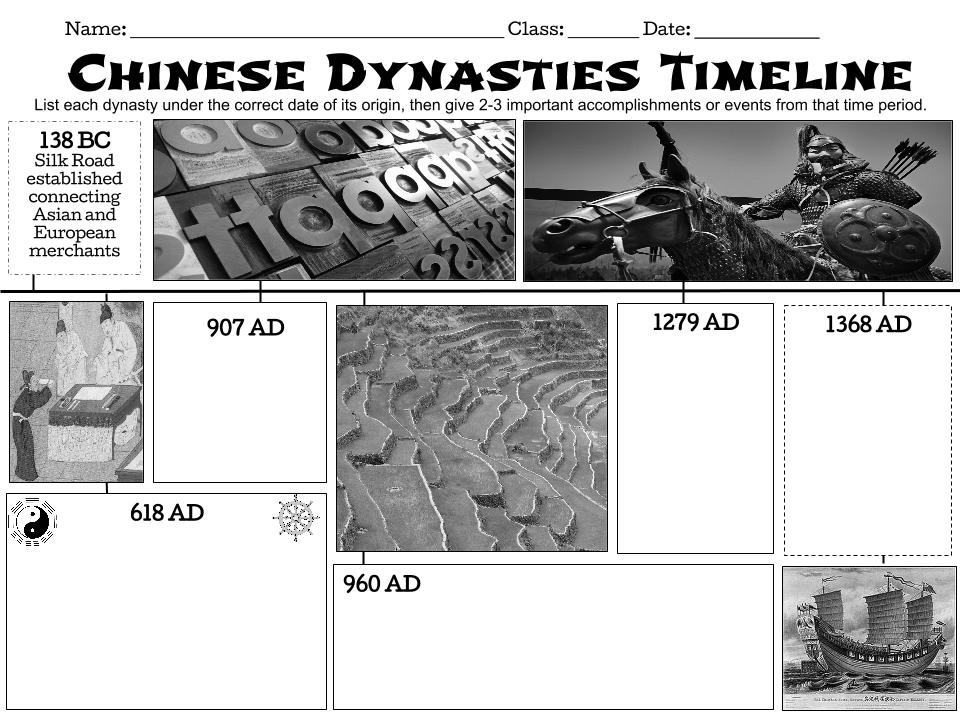 Name: Class: Date:
CHINESE DYNASTIES TIMELINE
List each dynasty under the correct date of its origin, then give 2-3 important accomplishments or events from that time period.
138 BC
Silk Road
established
connecting
Asian and
European
merchants
907 AD
1279 AD
1368 AD
618 AD
960 AD